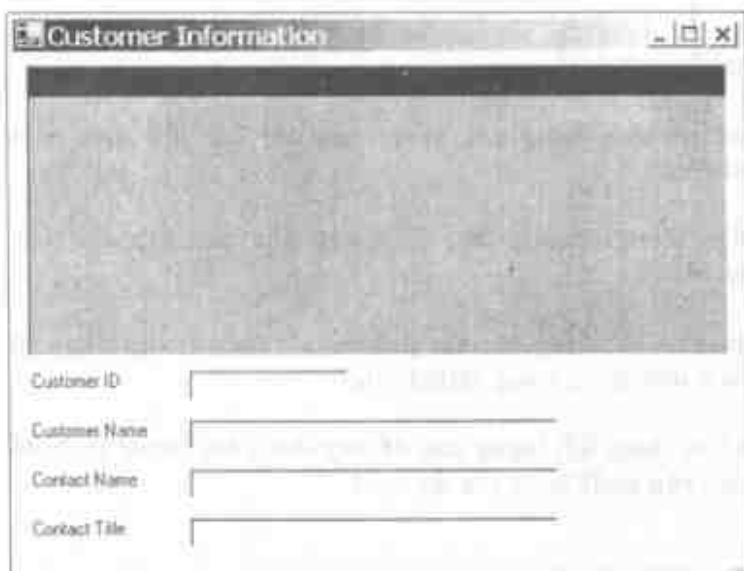 Customer Information
Customer ID
Customer Name
Contact Name
Contact Title